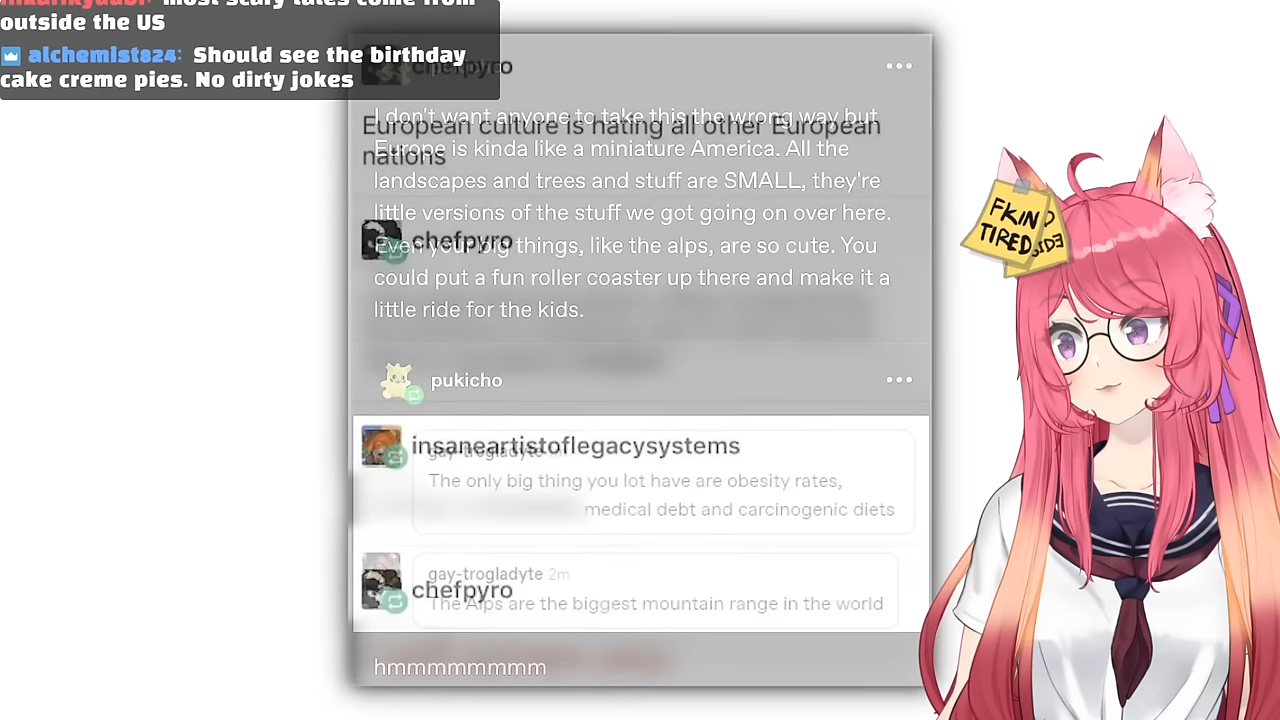 most scary tales come from
outside the US
alchemist824: Should see the birthday
cake creme pies. No dirty jokes
chefpyro
I don't want anyone to take this the wrong way but
European culture is hating all other European
nations
Europe is kinda like a miniature America. All the
landscapes and trees and stuff are SMALL, they're
little versions of the stuff we got going on over here.
chefpyro
Even your big things, like the alps, are so cute. You
could put a fun roller coaster up there and make it a
little ride for the kids.
pukicho
insaneartistoflegacysystems
gay-trogladyte
The only big thing you lot have are obesity rates,
medical debt and carcinogenic diets
gay-trogladyte 2m
chefpyro
The Alps are the biggest mountain range in the world
hmmmmmmmmm
FKIN
TIRED